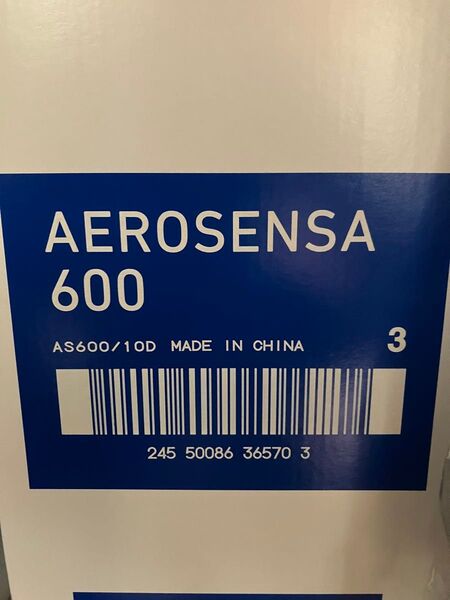 AEROSENSA
600
AS600/10D MADE IN CHINA 3
245 50086 36570 3